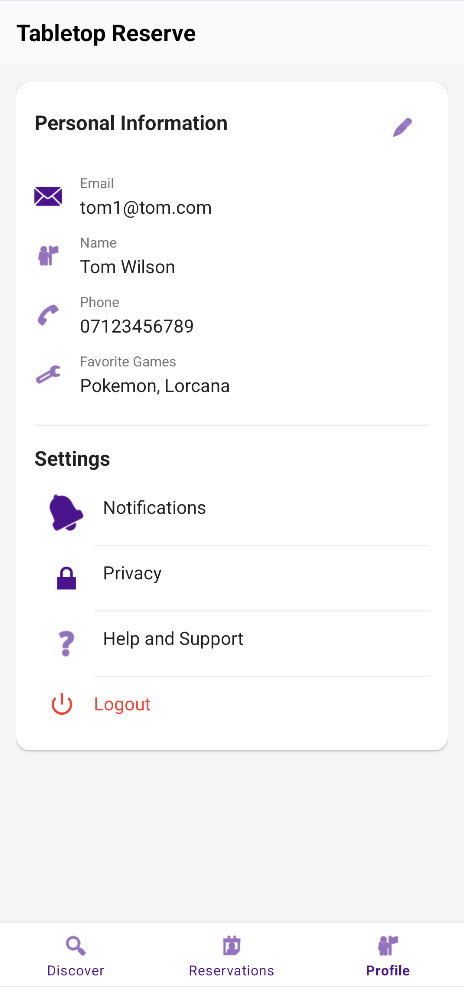 Tabletop Reserve
Personal Information
Email
tom1@tom.com
Name
Tom Wilson
Phone
07123456789
Favorite Games
Pokemon, Lorcana
Settings
Notifications
Privacy
Help and Support
Logout
Discover
Reservations
Profile